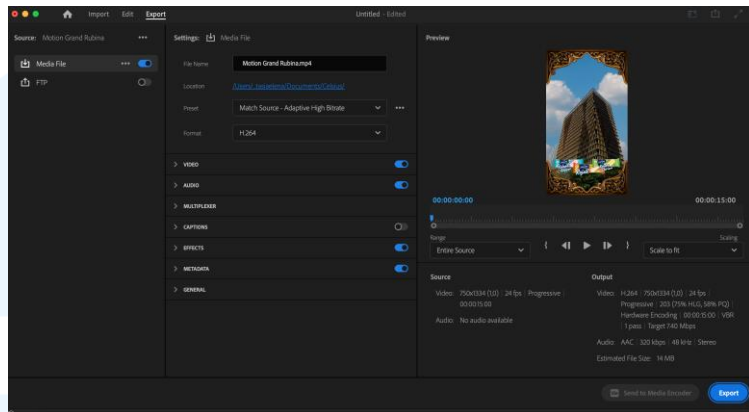 Import Edit Export
Untitled - Edited
Source: Motion Grand Rubina
Media File
FTP
Settings: Media File
File Name Motion Grand Rubina.mp4
Location
Preset Match Source - Adaptive High Bitrate
Format H.264
VIDEO
AUDIO
MULTIPLEXER
CAPTIONS
EFFECTS
METADATA
GENERAL
Preview
00:00:00:00 00:00:15:00
Range Scaling
Entire Source Scale to fit
Source
Video: 750x1334 (1,0) | 24 fps | Progressive |
00:00:15:00
Audio: No audio available
Output
Video: H.264 | 750x1334 (1,0) | 24 fps |
Progressive | 203 (75% HLG, 58% PQ) |
Hardware Encoding | 00:00:15:00 | VBR
| 1 pass | Target 7.40 Mbps
Audio: AAC | 320 kbps | 48 kHz | Stereo
Estimated File Size: 14 MB
Send to Media Encoder Export